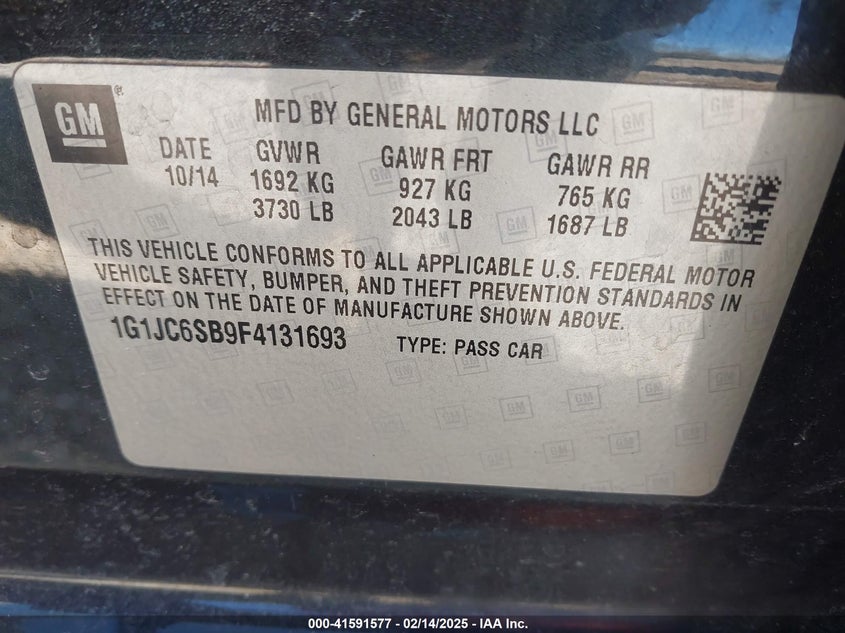 GM
MFD BY GENERAL MOTORS LLC
DATE GVWR GAWR FRT GAWR RR
10/14 1692 KG 927 KG 765 KG
3730 LB 2043 LB 1687 LB
THIS VEHICLE CONFORMS TO ALL APPLICABLE U.S. FEDERAL MOTOR
VEHICLE SAFETY, BUMPER, AND THEFT PREVENTION STANDARDS IN
EFFECT ON THE DATE OF MANUFACTURE SHOWN ABOVE.
1G1JC6SB9F4131693 TYPE: PASS CAR
000-41591577 - 02/14/2025 - IAA Inc.